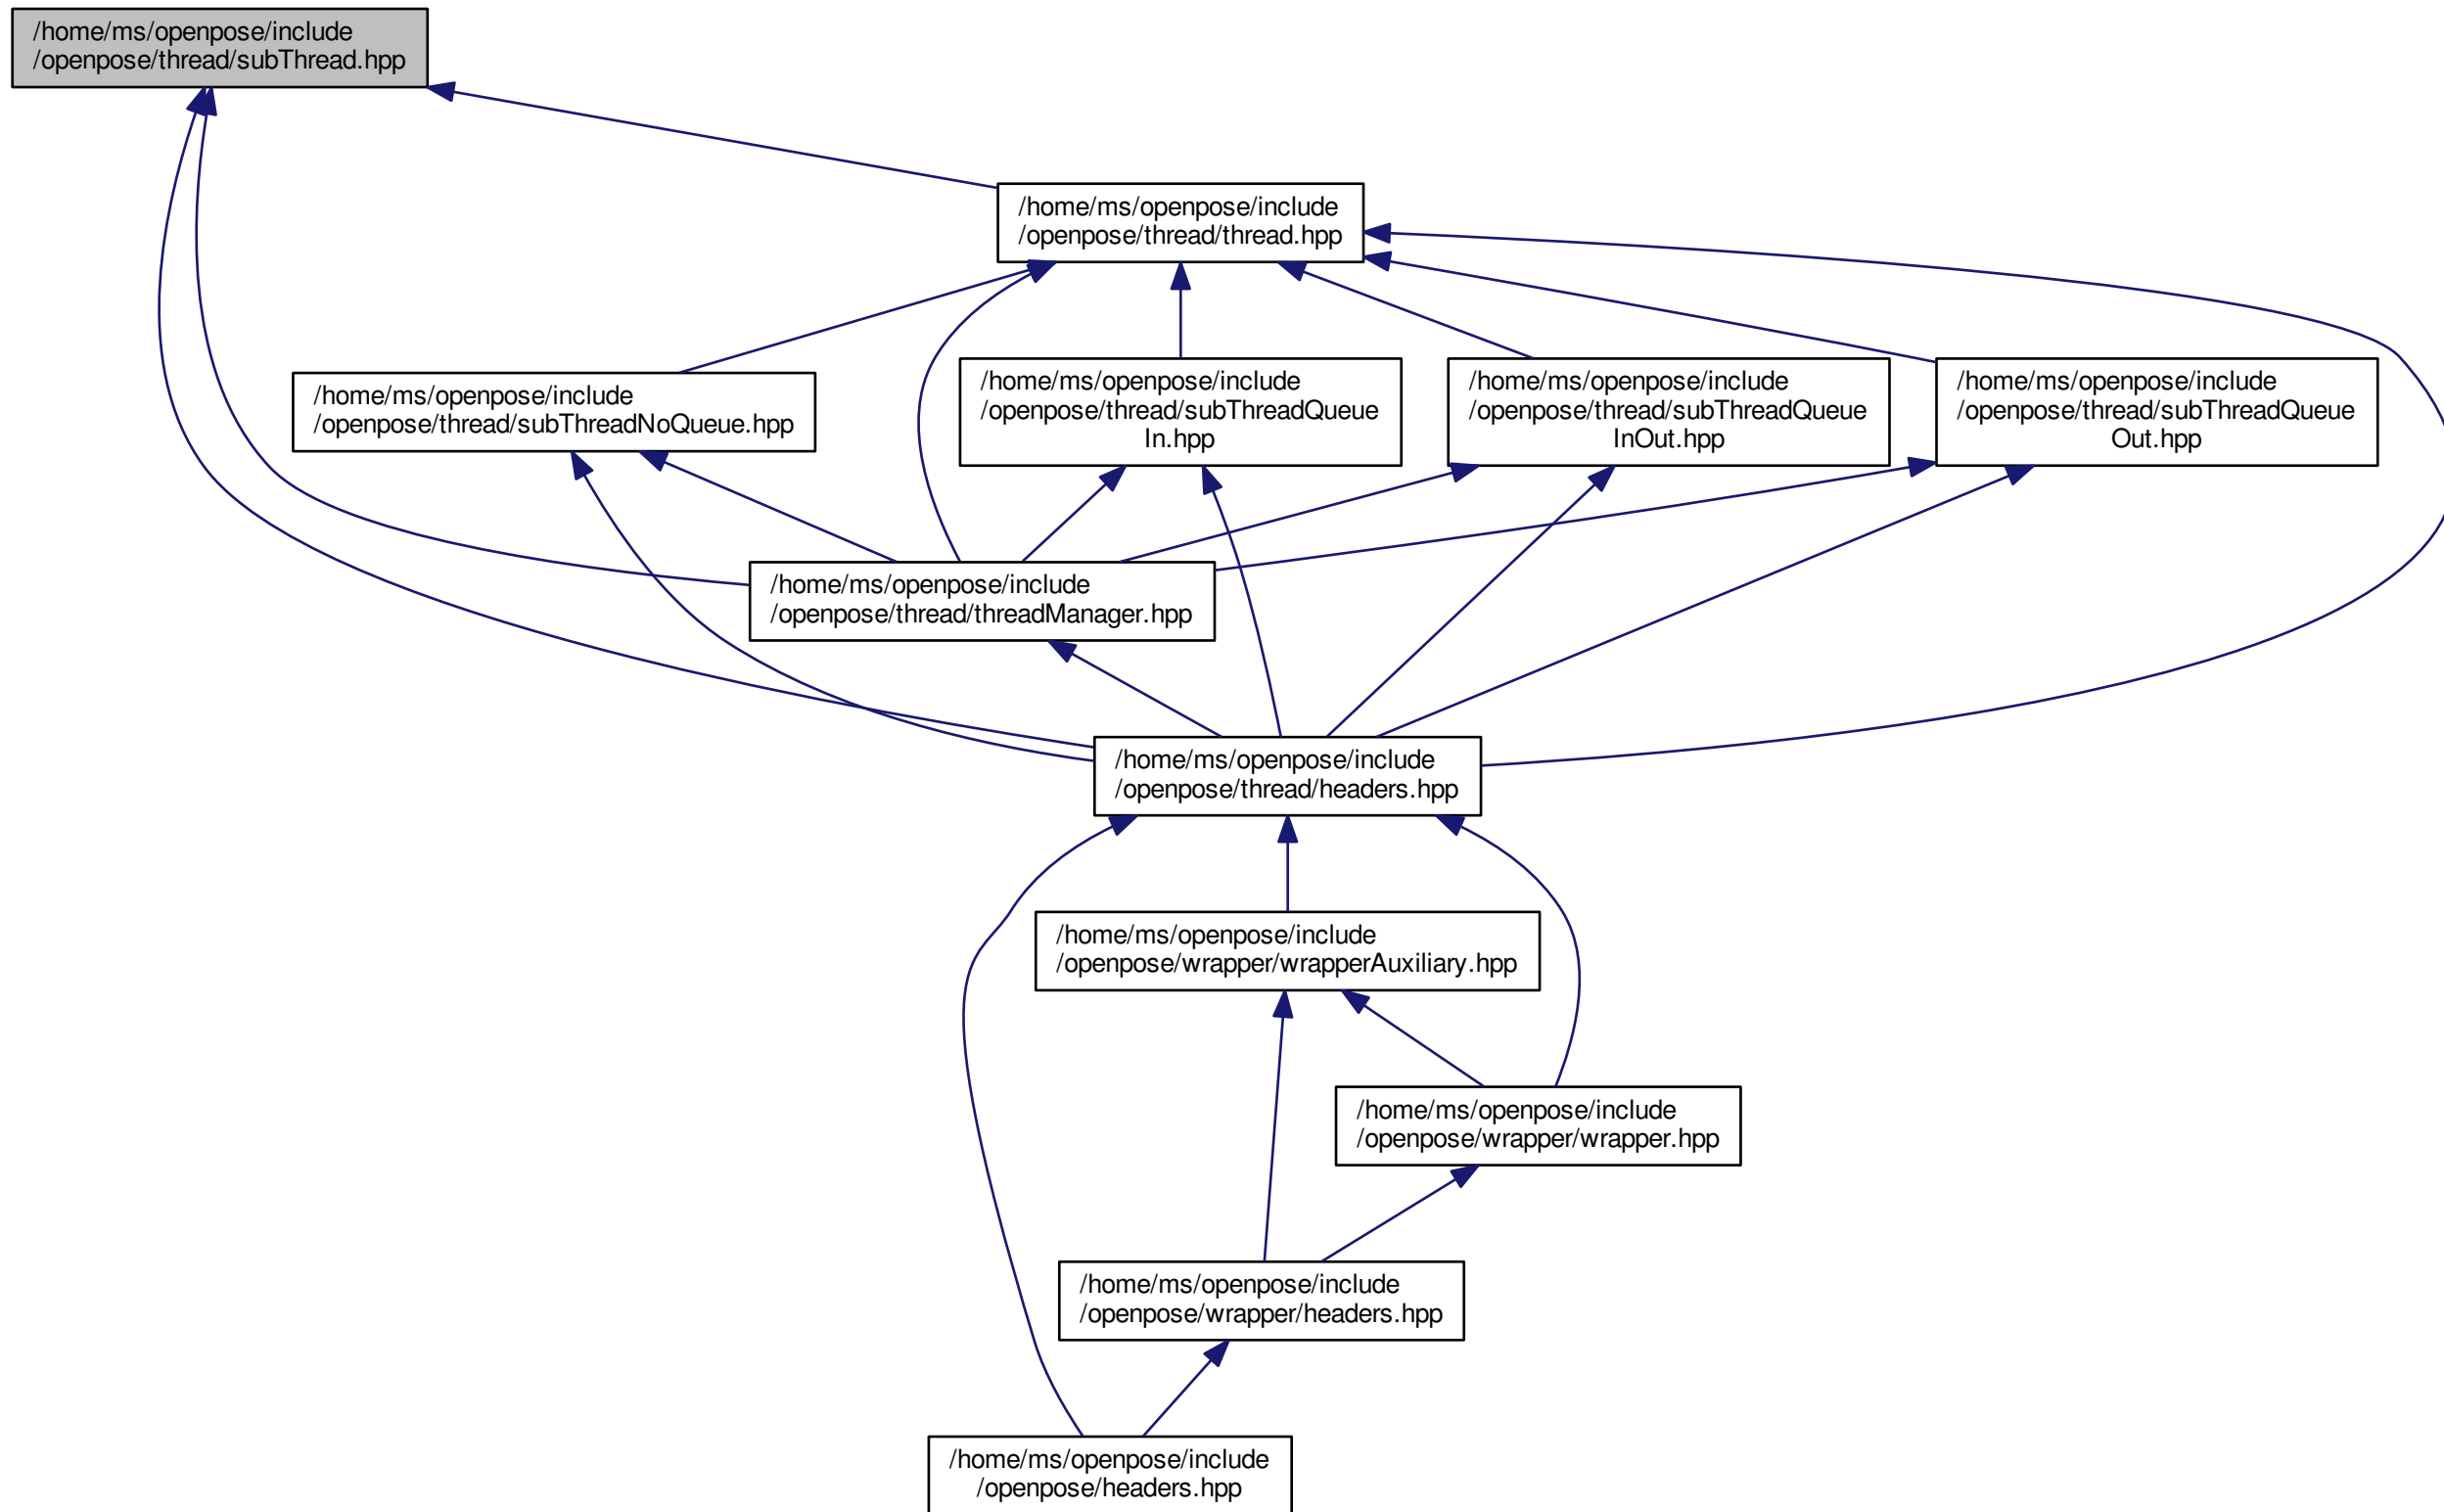 /home/ms/openpose/include
/openpose/thread/subThread.hpp
/home/ms/openpose/include
/openpose/thread/thread.hpp
/home/ms/openpose/include
/openpose/thread/subThreadNoQueue.hpp
/home/ms/openpose/include
/openpose/thread/subThreadQueue
In.hpp
/home/ms/openpose/include
/openpose/thread/subThreadQueue
InOut.hpp
/home/ms/openpose/include
/openpose/thread/subThreadQueue
Out.hpp
/home/ms/openpose/include
/openpose/thread/threadManager.hpp
/home/ms/openpose/include
/openpose/thread/headers.hpp
/home/ms/openpose/include
/openpose/wrapper/wrapperAuxiliary.hpp
/home/ms/openpose/include
/openpose/wrapper/wrapper.hpp
/home/ms/openpose/include
/openpose/wrapper/headers.hpp
/home/ms/openpose/include
/openpose/headers.hpp